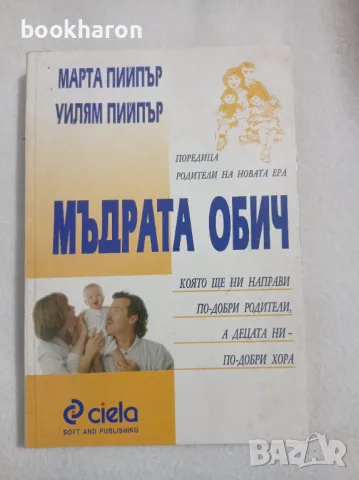 bookharon
МАРТА ПИИПЪР
УИЛЯМ ПИИПЪР
ПОРЕДИЦА
РОДИТЕЛИ НА НОВАТА ЕРА
МЪДРАТА ОБИЧ
КОЯТО ЩЕ НИ НАПРАВИ
ПО-ДОБРИ РОДИТЕЛИ,
А ДЕЦАТА НИ -
ПО-ДОБРИ ХОРА
ciela
SOFT AND PUBLISHING
BAZAR